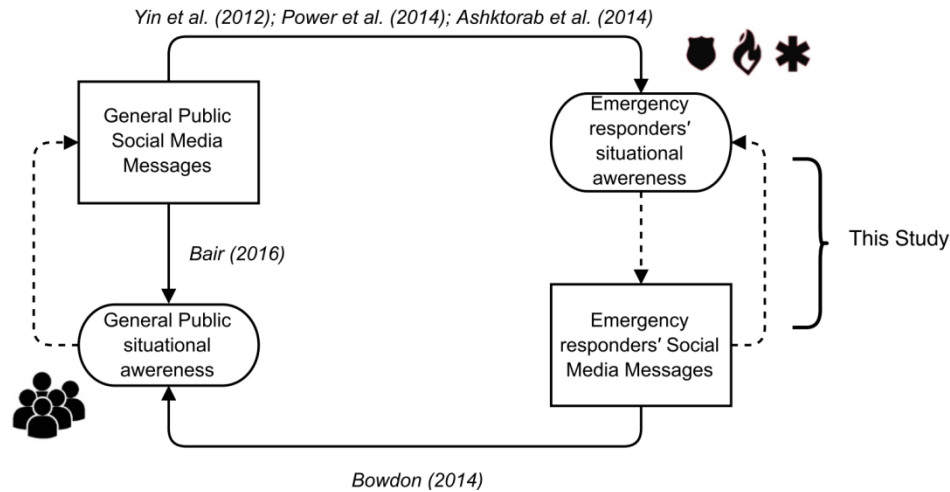 Yin et al. (2012); Power et al. (2014); Ashktorab et al. (2014)
General Public
Social Media
Messages
Emergency
responders′
situational
awereness
This Study
Bair (2016)
General Public
situational
awereness
Emergency
responders′ Social
Media Messages
Bowdon (2014)